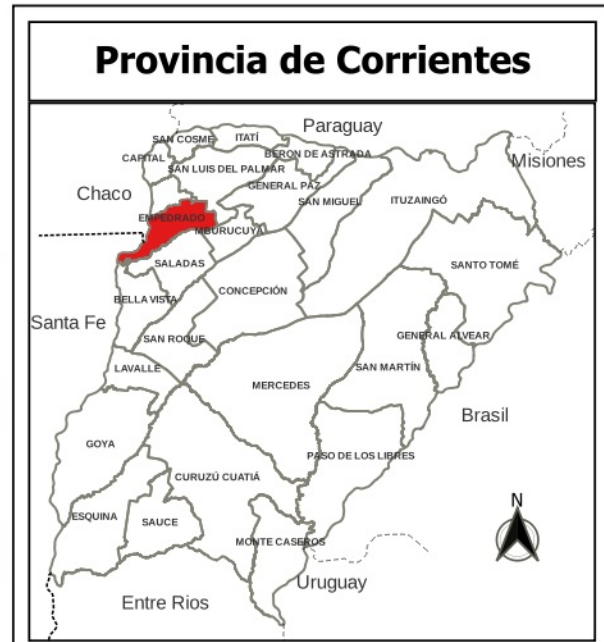 Provincia de Corrientes
Paraguay
SAN COSME
ITATÍ
CAPITAL
BERON DE ASTRADA
Misiones
SAN LUIS DEL PALMAR
Chaco
GENERAL PAZ
SAN MIGUEL
ITUZAINGÓ
EMPEDRADO
MBURUCUYA
SALADAS
SANTO TOMÉ
CONCEPCIÓN
BELLA VISTA
Santa Fe
SAN ROQUE
GENERAL ALVEAR
LAVALLE
SAN MARTÍN
MERCEDES
Brasil
GOYA
PASO DE LOS LIBRES
CURUZÚ CUATIÁ
N
ESQUINA
SAUCE
MONTE CASEROS
Uruguay
Entre Rios